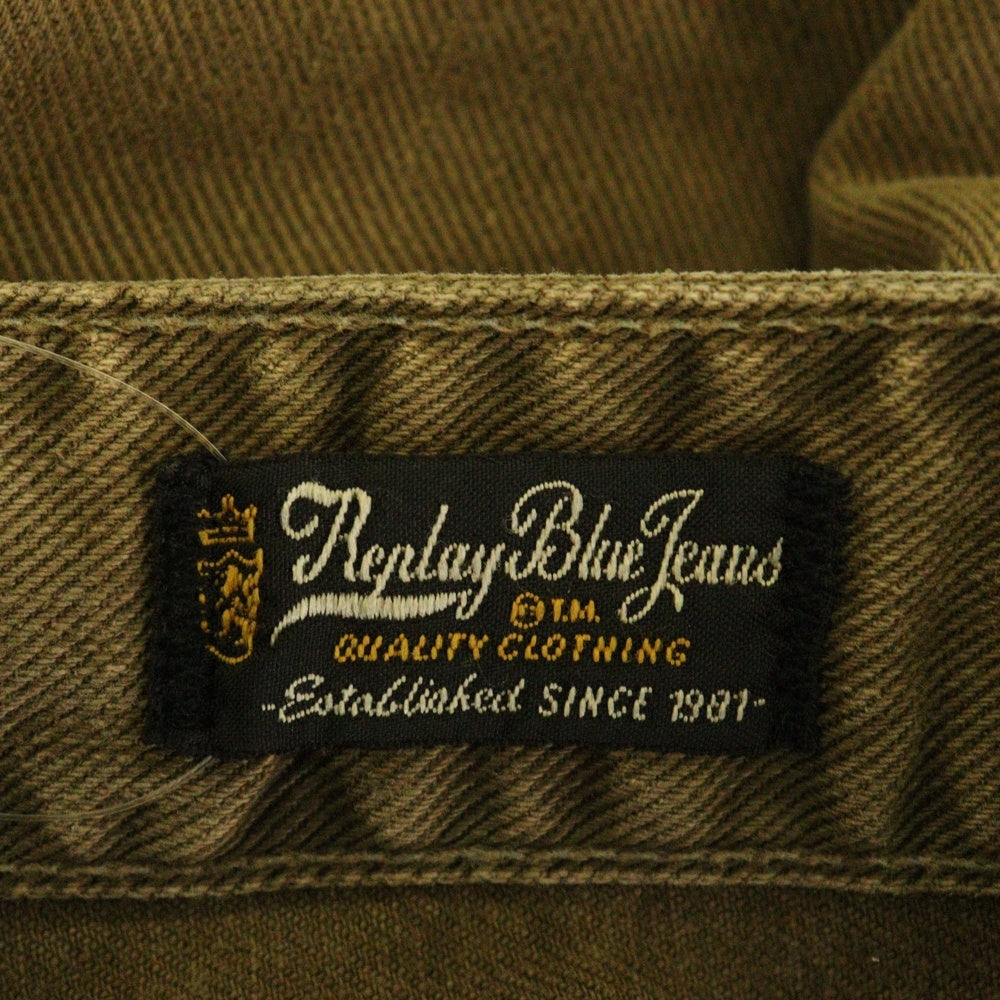 Replay Blue Jeans
® T.M.
QUALITY CLOTHING
-Established SINCE 1981-